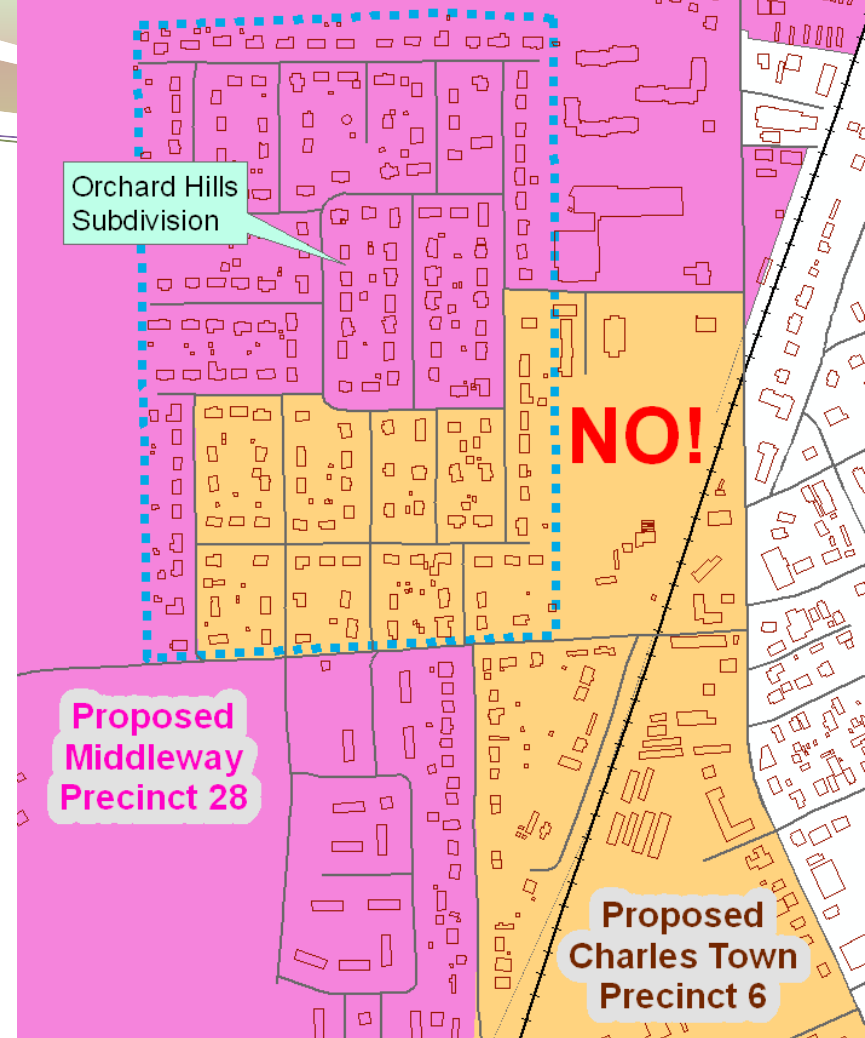 Orchard Hills
Subdivision
NO!
Proposed
Middleway
Precinct 28
Proposed
Charles Town
Precinct 6